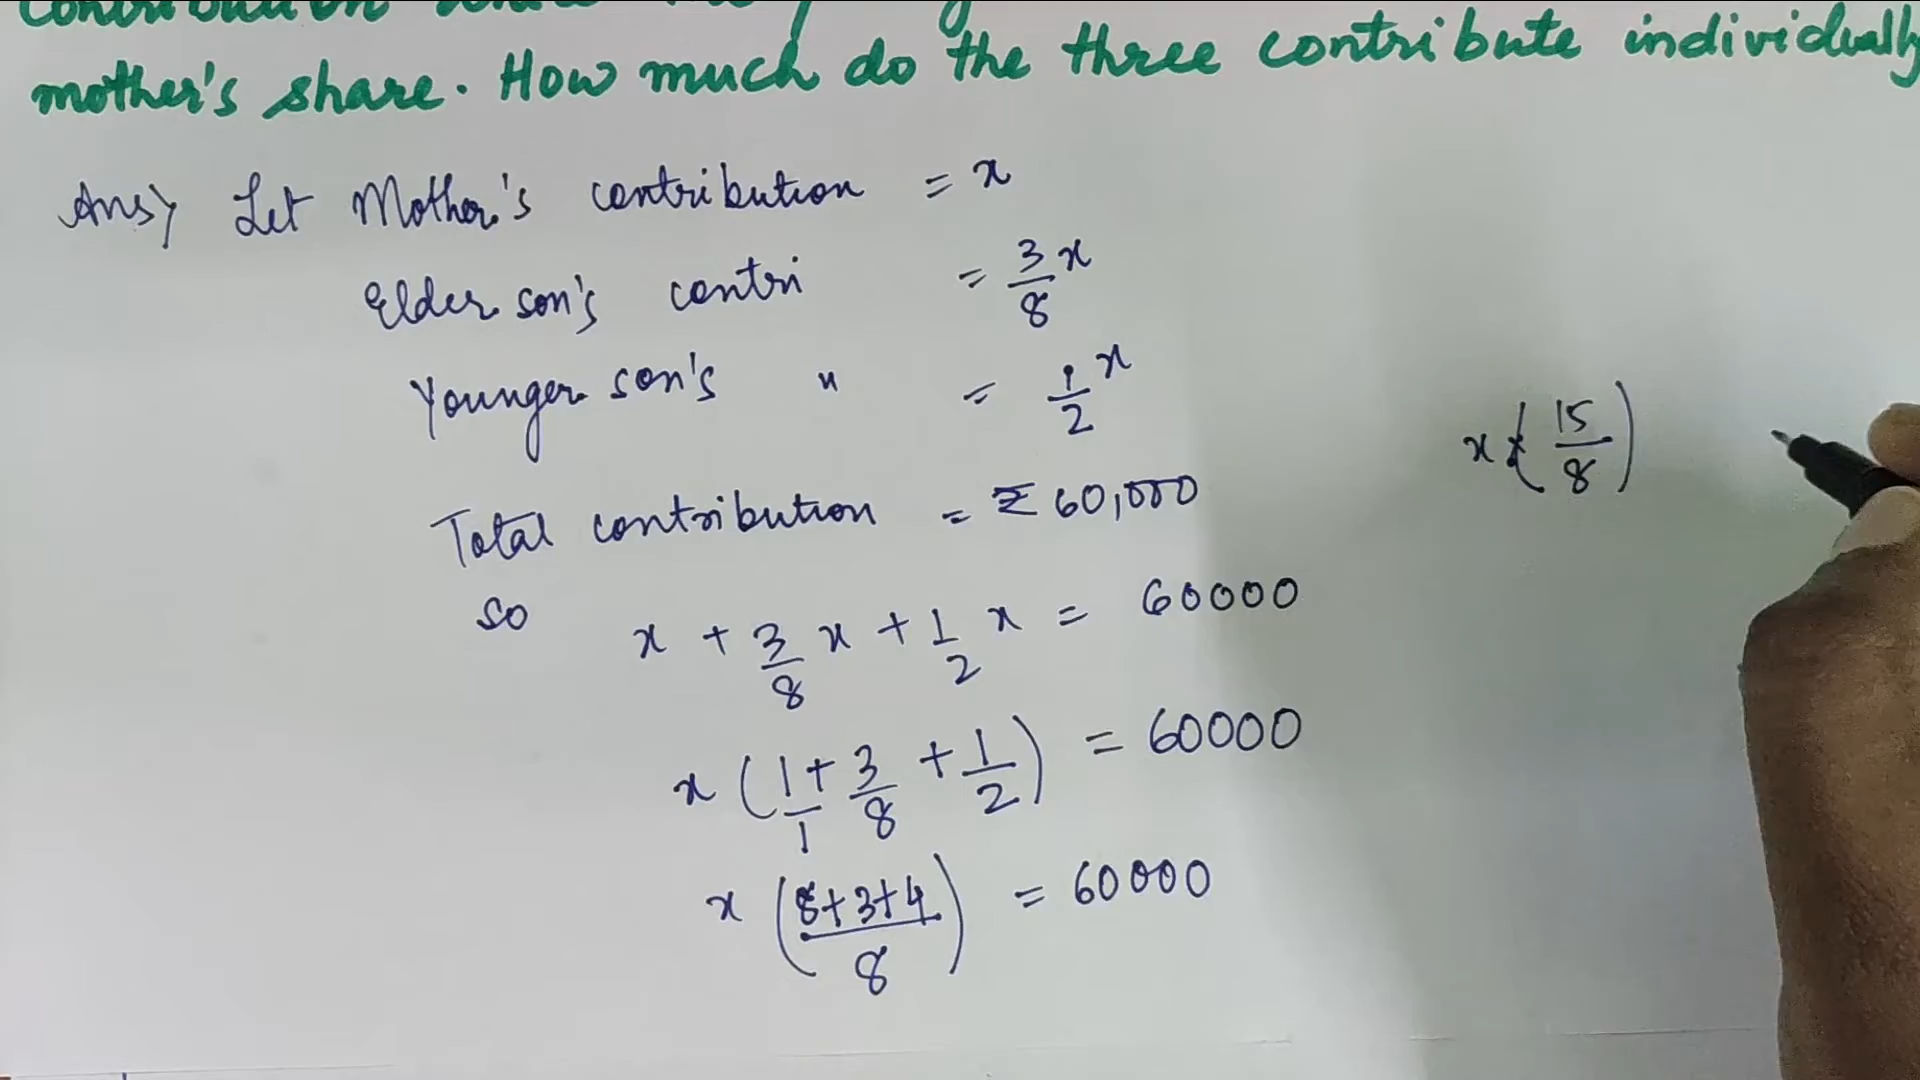 mother's share. How much do the three contribute individually
Ans) Let Mother's contribution = x
Elder son's contri = 3/8 x
Younger son's " = 1/2 x
Total contribution = ₹ 60,000
so x + 3/8 x + 1/2 x = 60000
x (1/1 + 3/8 + 1/2) = 60000
x ((8+3+4)/8) = 60000
x × (15/8)